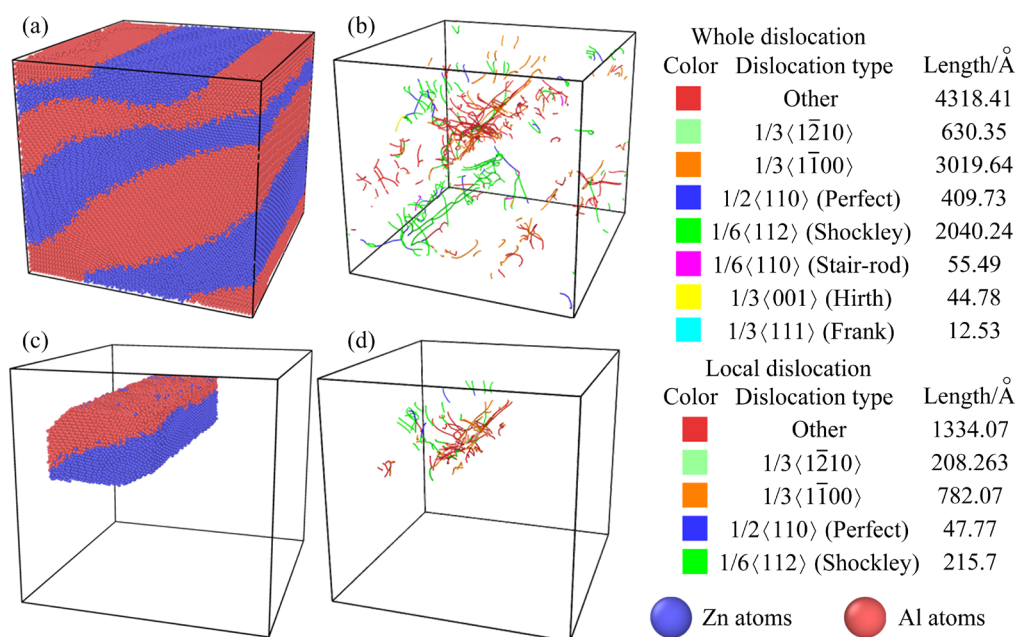 (a)
(b)
(c)
(d)
Whole dislocation
Color Dislocation type Length/Å
Other 4318.41
1/3⟨12̅10⟩ 630.35
1/3⟨11̅00⟩ 3019.64
1/2⟨110⟩ (Perfect) 409.73
1/6⟨112⟩ (Shockley) 2040.24
1/6⟨110⟩ (Stair-rod) 55.49
1/3⟨001⟩ (Hirth) 44.78
1/3⟨111⟩ (Frank) 12.53
Local dislocation
Color Dislocation type Length/Å
Other 1334.07
1/3⟨12̅10⟩ 208.263
1/3⟨11̅00⟩ 782.07
1/2⟨110⟩ (Perfect) 47.77
1/6⟨112⟩ (Shockley) 215.7
Zn atoms Al atoms